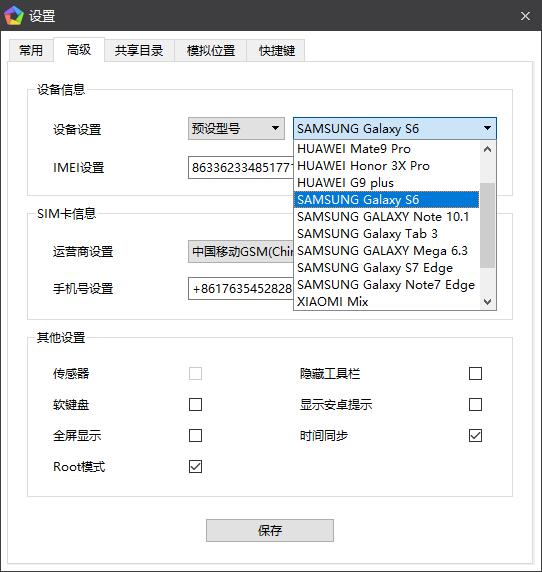 设置
常用 高级 共享目录 模拟位置 快捷键
设备信息
设备设置 预设型号 SAMSUNG Galaxy S6
HUAWEI Mate9 Pro
IMEI设置 86336233485177
HUAWEI Honor 3X Pro
HUAWEI G9 plus
SAMSUNG Galaxy S6
SIM卡信息
SAMSUNG GALAXY Note 10.1
SAMSUNG Galaxy Tab 3
运营商设置 中国移动GSM(Chin
SAMSUNG GALAXY Mega 6.3
SAMSUNG Galaxy S7 Edge
手机号设置 +8617635452828
SAMSUNG Galaxy Note7 Edge
XIAOMI Mix
其他设置
传感器 隐藏工具栏
软键盘 显示安卓提示
全屏显示 时间同步
Root模式
保存